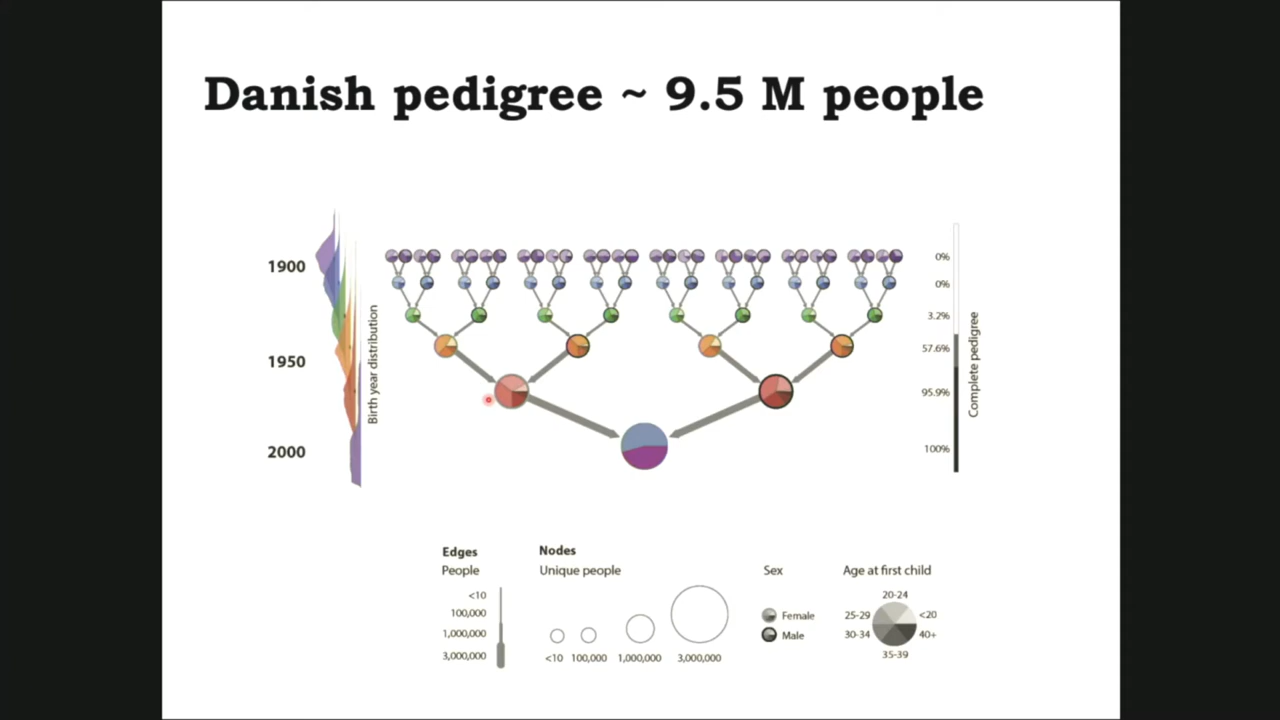 Danish pedigree ~ 9.5 M people
1900
1950
2000
Birth year distribution
0%
0%
3.2%
57.6%
95.9%
100%
Complete pedigree
Edges
People
<10
100,000
1,000,000
3,000,000
Nodes
Unique people
<10 100,000 1,000,000 3,000,000
Sex
Female
Male
Age at first child
20-24
25-29 <20
30-34 40+
35-39